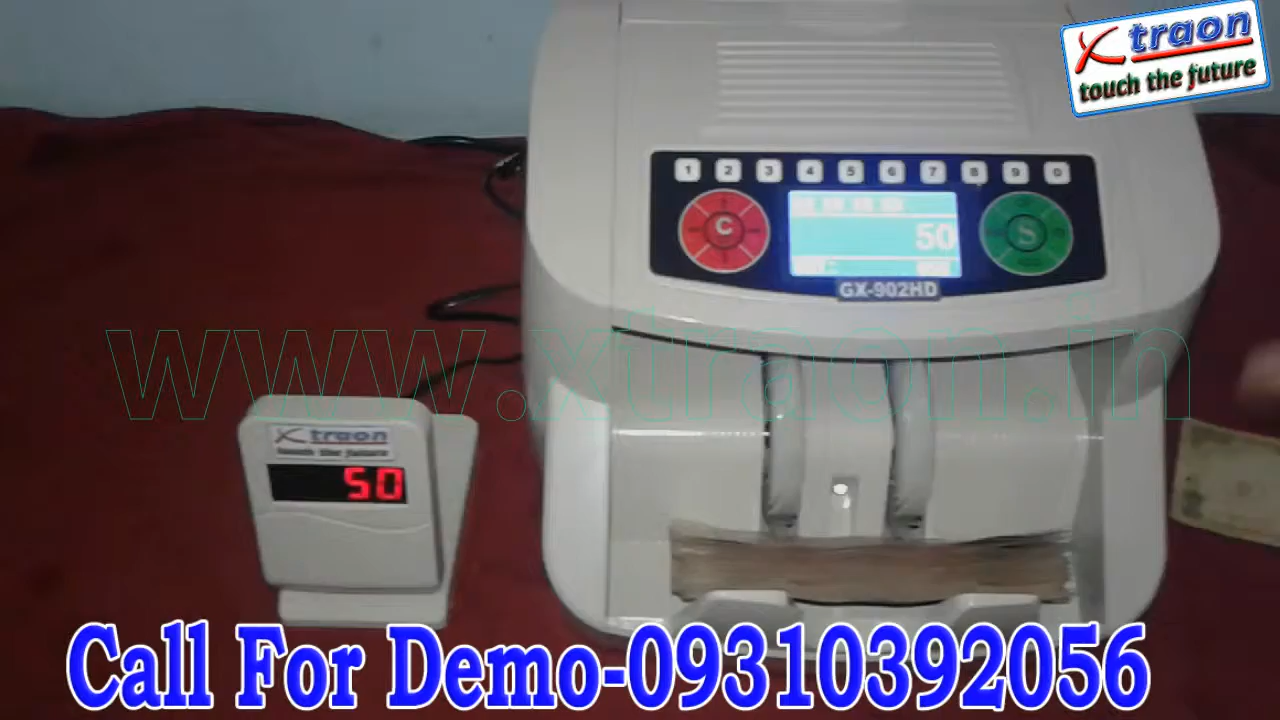 X traon
touch the future
1 2 3 4 5 6 7 8 9 0
C
50
S
GX-902HD
www.xtraon.in
X traon
touch the future
50
Call For Demo-09310392056